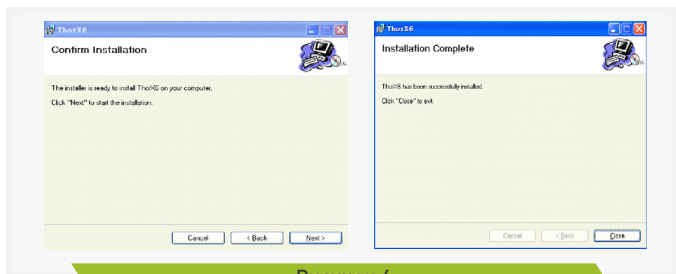 ThorX6
Confirm Installation
The installer is ready to install ThorX6 on your computer.
Click "Next" to start the installation.
Cancel
< Back
Next >
ThorX6
Installation Complete
ThorX6 has been successfully installed.
Click "Close" to exit.
Cancel
< Back
Close